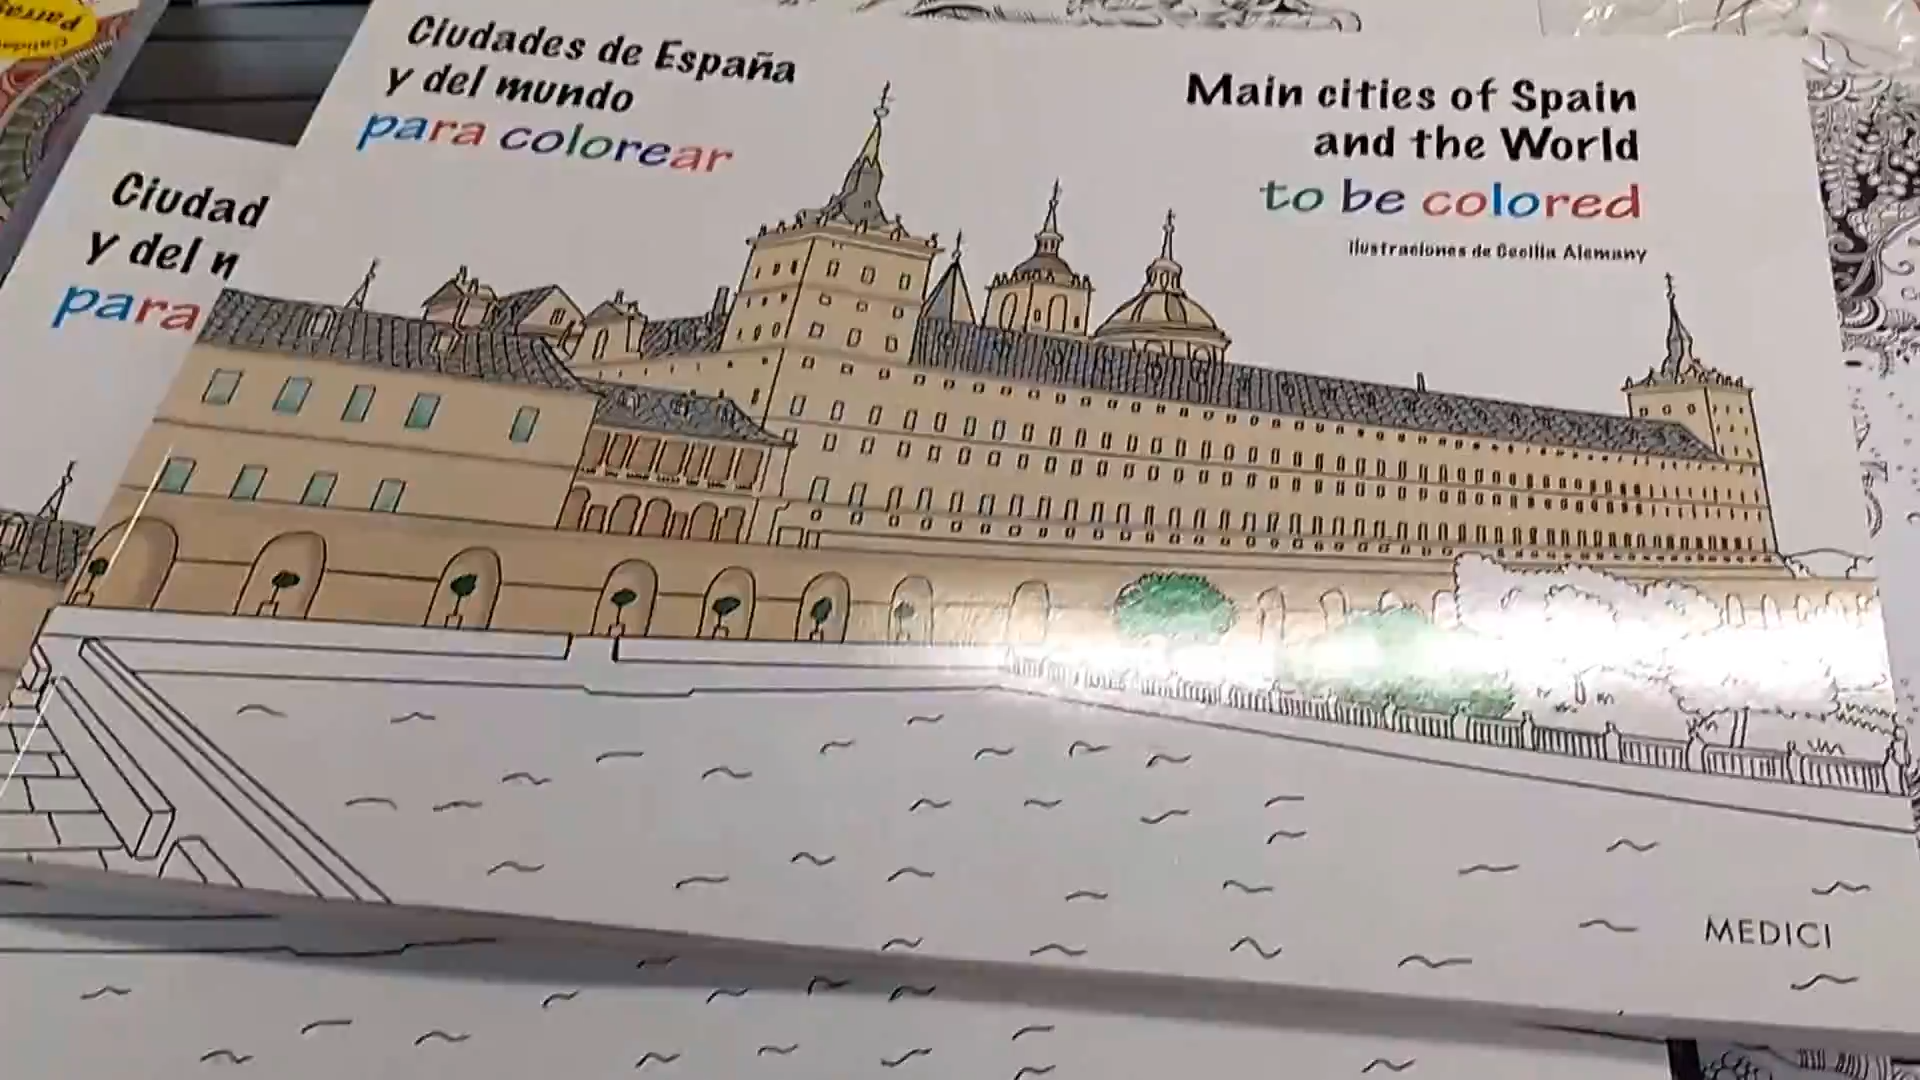 Ciudades de España
y del mundo
para colorear
Main cities of Spain
and the World
to be colored
Ilustraciones de Cecilia Alemany
MEDICI
Ciudad
y del n
para